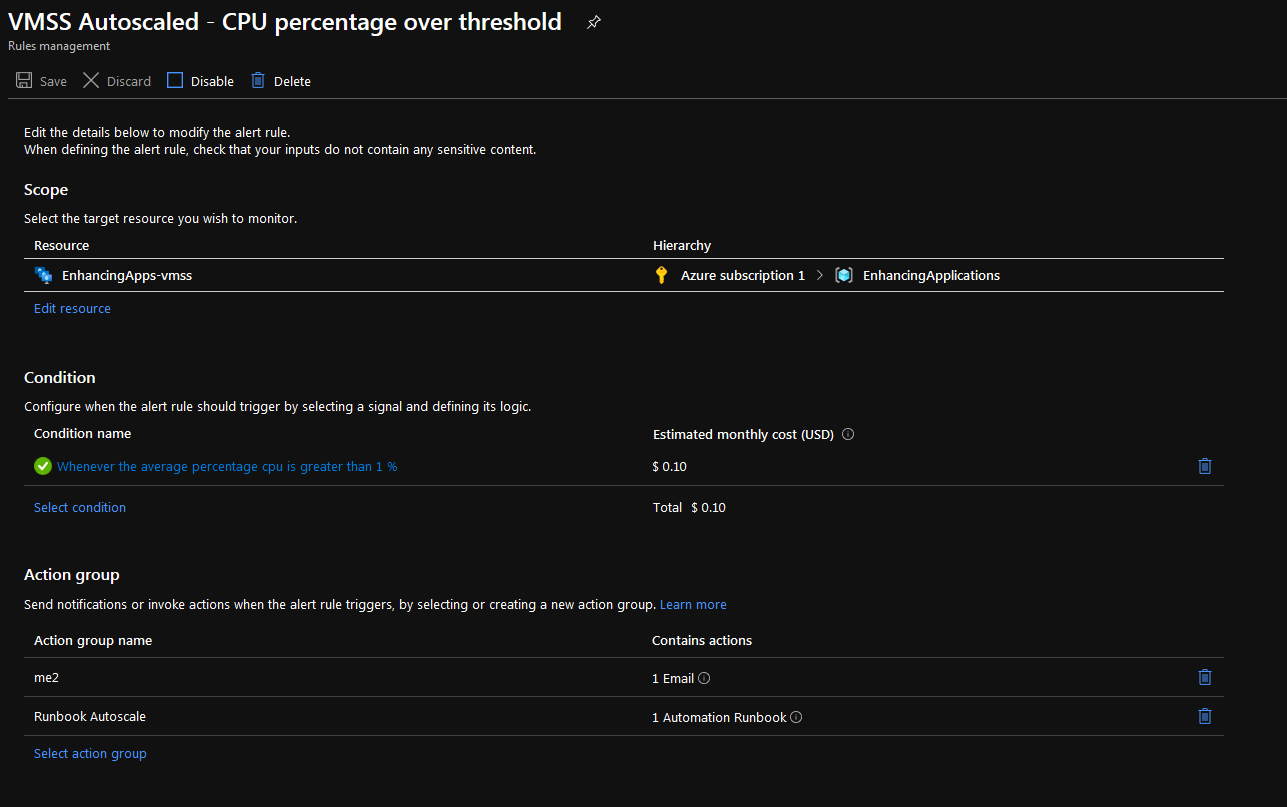 VMSS Autoscaled - CPU percentage over threshold
Rules management
Save Discard Disable Delete
Edit the details below to modify the alert rule.
When defining the alert rule, check that your inputs do not contain any sensitive content.
Scope
Select the target resource you wish to monitor.
Resource Hierarchy
EnhancingApps-vmss Azure subscription 1 > EnhancingApplications
Edit resource
Condition
Configure when the alert rule should trigger by selecting a signal and defining its logic.
Condition name Estimated monthly cost (USD)
Whenever the average percentage cpu is greater than 1 % $ 0.10
Select condition Total $ 0.10
Action group
Send notifications or invoke actions when the alert rule triggers, by selecting or creating a new action group. Learn more
Action group name Contains actions
me2 1 Email
Runbook Autoscale 1 Automation Runbook
Select action group